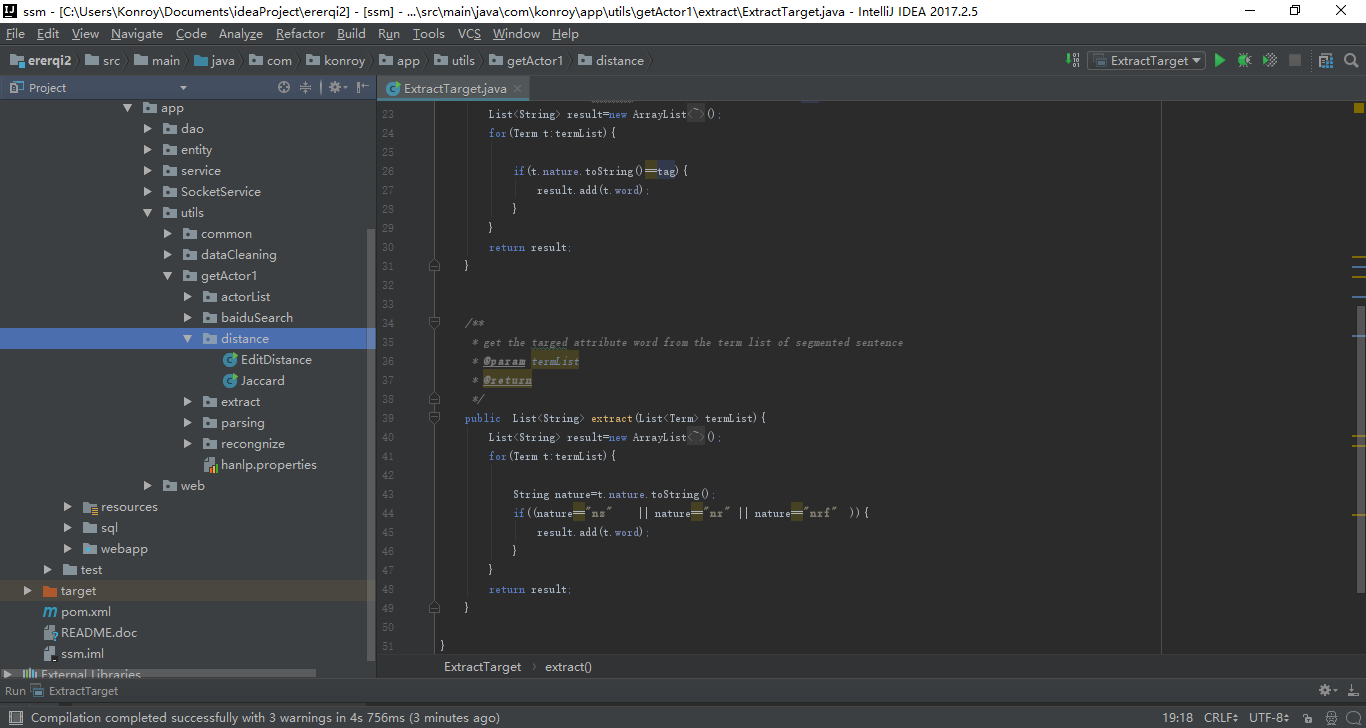 ssm - [C:\Users\Konroy\Documents\ideaProject\ererqi2] - [ssm] - ...\src\main\java\com\konroy\app\utils\getActor1\extract\ExtractTarget.java - IntelliJ IDEA 2017.2.5
File Edit View Navigate Code Analyze Refactor Build Run Tools VCS Window Help
ererqi2 src main java com konroy app utils getActor1 distance ExtractTarget
Project
ExtractTarget.java
app
dao
entity
service
SocketService
utils
common
dataCleaning
getActor1
actorList
baiduSearch
distance
EditDistance
Jaccard
extract
parsing
recongnize
hanlp.properties
web
resources
sql
webapp
test
target
pom.xml
README.doc
ssm.iml
External Libraries
23 List<String> result=new ArrayList<~>();
24 for(Term t:termList){
25
26 if(t.nature.toString()==tag){
27 result.add(t.word);
28 }
29 }
30 return result;
31 }
32
33
34 /**
35 * get the targed attribute word from the term list of segmented sentence
36 * @param termList
37 * @return
38 */
39 public List<String> extract(List<Term> termList){
40 List<String> result=new ArrayList<~>();
41 for(Term t:termList){
42
43 String nature=t.nature.toString();
44 if((nature=="nz" || nature=="nr" || nature=="nrf" )){
45 result.add(t.word);
46 }
47 }
48 return result;
49 }
50
51 }
ExtractTarget › extract()
Run ExtractTarget
Compilation completed successfully with 3 warnings in 4s 756ms (3 minutes ago) 19:18 CRLF UTF-8